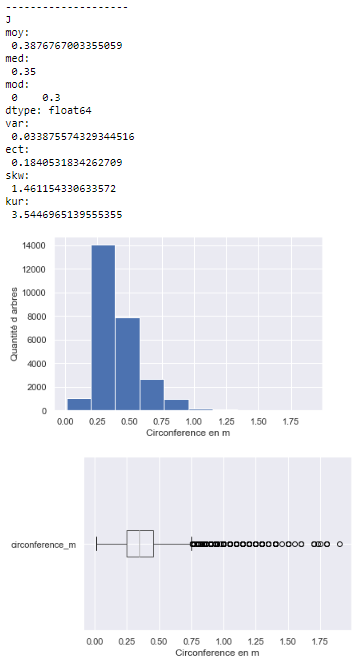 --------------------
J
moy:
0.3876767003355059
med:
0.35
mod:
0 0.3
dtype: float64
var:
0.033875574329344516
ect:
0.1840531834262709
skw:
1.461154330633572
kur:
3.5446965139555355
14000
12000
10000
8000
6000
4000
2000
0
Quantité d arbres
0.00 0.25 0.50 0.75 1.00 1.25 1.50 1.75
Circonference en m
circonference_m
0.00 0.25 0.50 0.75 1.00 1.25 1.50 1.75
Circonference en m